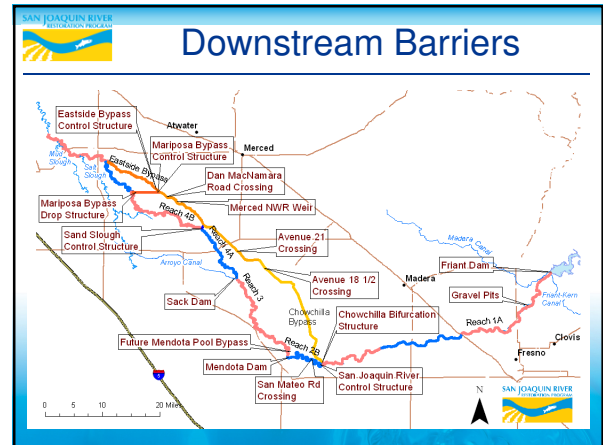 SAN JOAQUIN RIVER
RESTORATION PROGRAM
Downstream Barriers
Eastside Bypass
Control Structure
Atwater
Mariposa Bypass
Control Structure
Merced
Mud
Slough
Salt
Slough
Eastside Bypass
Dan MacNamara
Road Crossing
Mariposa Bypass
Drop Structure
Reach 4B
Merced NWR Weir
Sand Slough
Control Structure
Reach 4A
Avenue 21
Crossing
Madera Canal
Friant Dam
Arroyo Canal
Reach 3
Avenue 18 1/2
Crossing
Madera
Gravel Pits
Friant-Kern
Canal
Sack Dam
Chowchilla
Bypass
Chowchilla Bifurcation
Structure
Reach 1A
Future Mendota Pool Bypass
Reach 2B
Clovis
Fresno
Mendota Dam
San Mateo Rd
Crossing
San Joaquin River
Control Structure
5
N
SAN JOAQUIN RIVER
RESTORATION PROGRAM
0 5 10 20 Miles